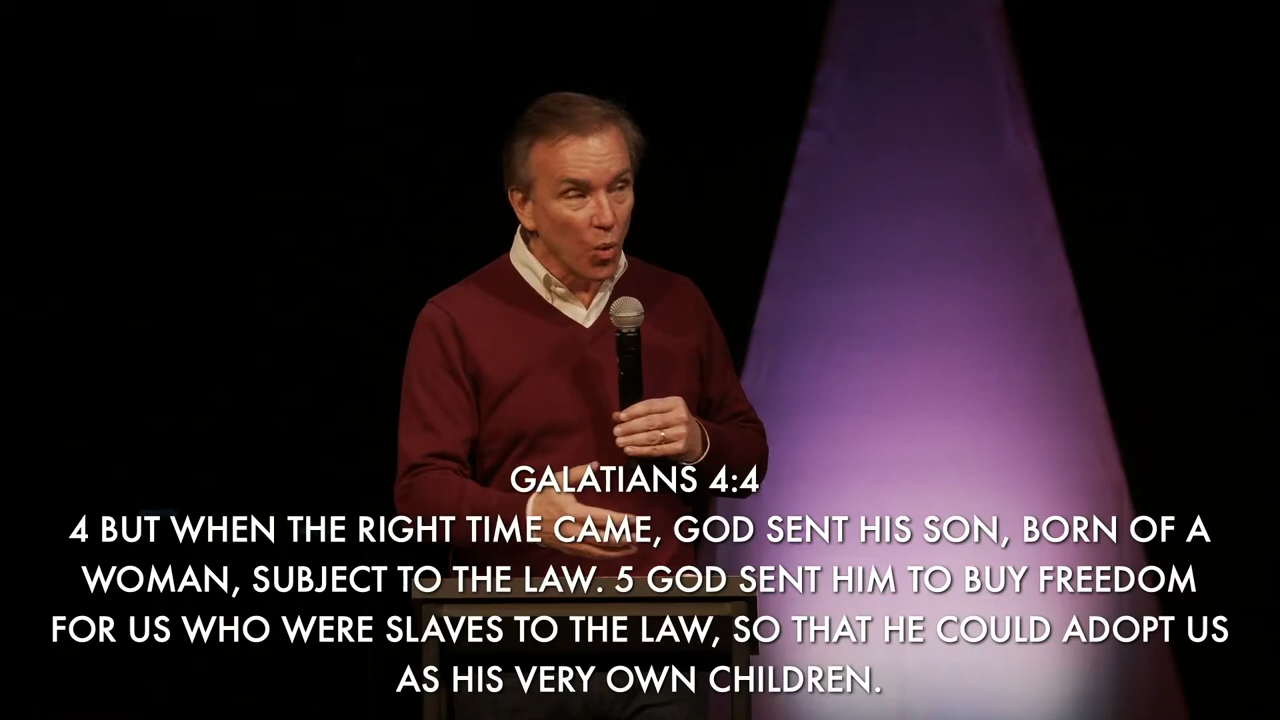 GALATIANS 4:4
4 BUT WHEN THE RIGHT TIME CAME, GOD SENT HIS SON, BORN OF A
WOMAN, SUBJECT TO THE LAW. 5 GOD SENT HIM TO BUY FREEDOM
FOR US WHO WERE SLAVES TO THE LAW, SO THAT HE COULD ADOPT US
AS HIS VERY OWN CHILDREN.